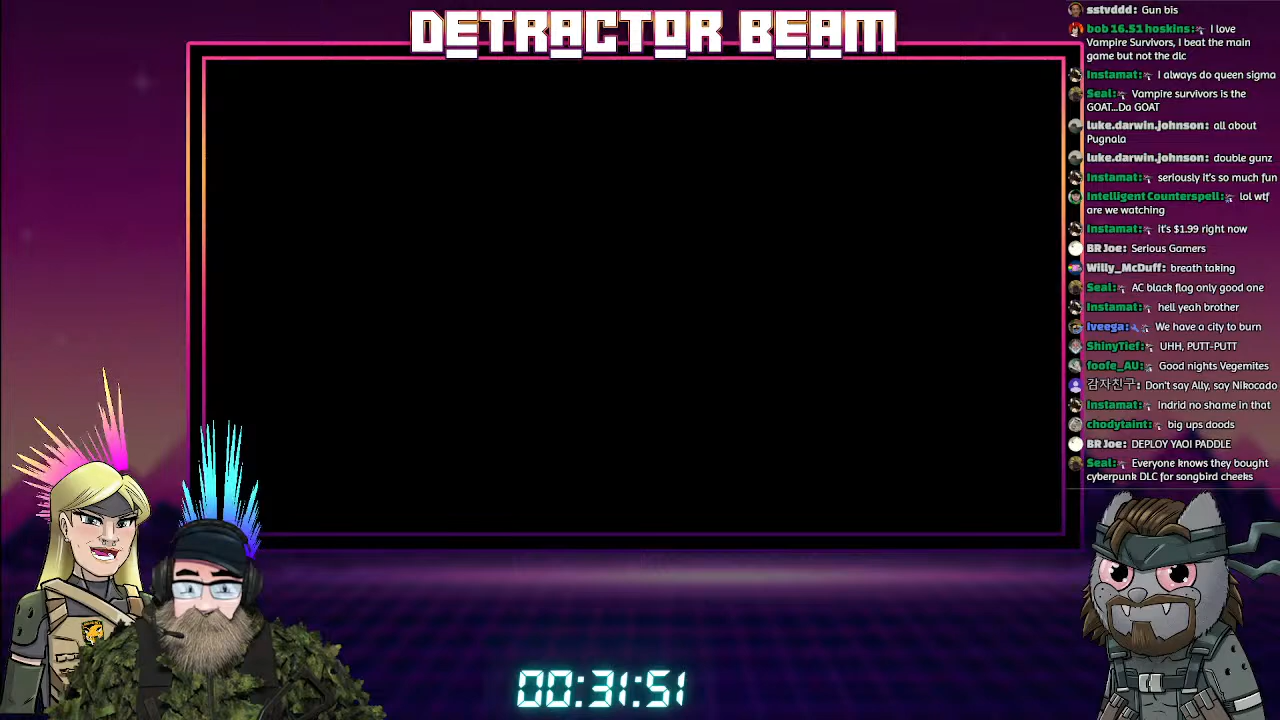 DETRACTOR BEAM
sstvddd: Gun bis
bob 16.51 hoskins: I love
Vampire Survivors, I beat the main
game but not the dlc
Instamat: I always do queen sigma
Seal: Vampire survivors is the
GOAT...Da GOAT
luke.darwin.johnson: all about
Pugnala
luke.darwin.johnson: double gunz
Instamat: seriously it's so much fun
Intelligent Counterspell: lol wtf
are we watching
Instamat: it's $1.99 right now
BR Joe: Serious Gamers
Willy_McDuff: breath taking
Seal: AC black flag only good one
Instamat: hell yeah brother
Iveega: We have a city to burn
ShinyTief: UHH, PUTT-PUTT
foofe_AU: Good nights Vegemites
감자친구: Don't say Ally, say Nikocado
Instamat: Indrid no shame in that
chodytaint: big ups doods
BR Joe: DEPLOY YAOI PADDLE
Seal: Everyone knows they bought
cyberpunk DLC for songbird cheeks
00:31:51